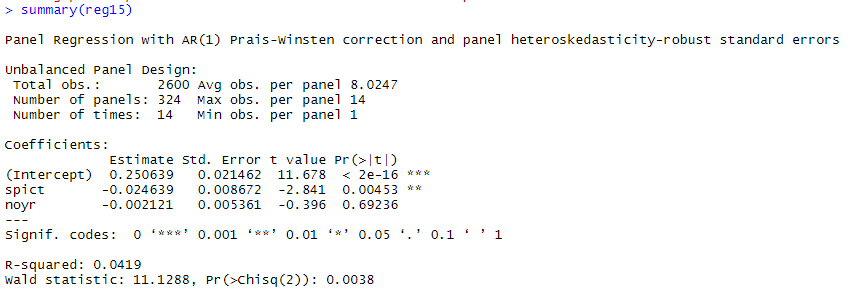 > summary(reg15)
Panel Regression with AR(1) Prais-Winsten correction and panel heteroskedasticity-robust standard errors
Unbalanced Panel Design:
Total obs.: 2600 Avg obs. per panel 8.0247
Number of panels: 324 Max obs. per panel 14
Number of times: 14 Min obs. per panel 1
Coefficients:
Estimate Std. Error t value Pr(>|t|)
(Intercept) 0.250639 0.021462 11.678 < 2e-16 ***
spict -0.024639 0.008672 -2.841 0.00453 **
noyr -0.002121 0.005361 -0.396 0.69236
---
Signif. codes: 0 ‘***’ 0.001 ‘**’ 0.01 ‘*’ 0.05 ‘.’ 0.1 ‘ ’ 1
R-squared: 0.0419
Wald statistic: 11.1288, Pr(>Chisq(2)): 0.0038